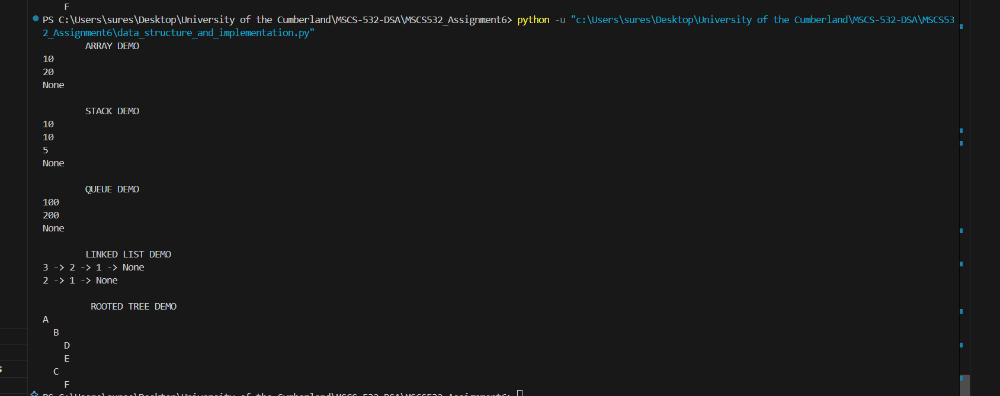 F
PS C:\Users\sures\Desktop\University of the Cumberland\MSCS-532-DSA\MSCS532_Assignment6> python -u "c:\Users\sures\Desktop\University of the Cumberland\MSCS-532-DSA\MSCS53
2_Assignment6\data_structure_and_implementation.py"
ARRAY DEMO
10
20
None
STACK DEMO
10
10
5
None
QUEUE DEMO
100
200
None
LINKED LIST DEMO
3 -> 2 -> 1 -> None
2 -> 1 -> None
ROOTED TREE DEMO
A
B
D
E
C
F
PS C:\Users\sures\Desktop\University of the Cumberland\MSCS-532-DSA\MSCS532_Assignment6>